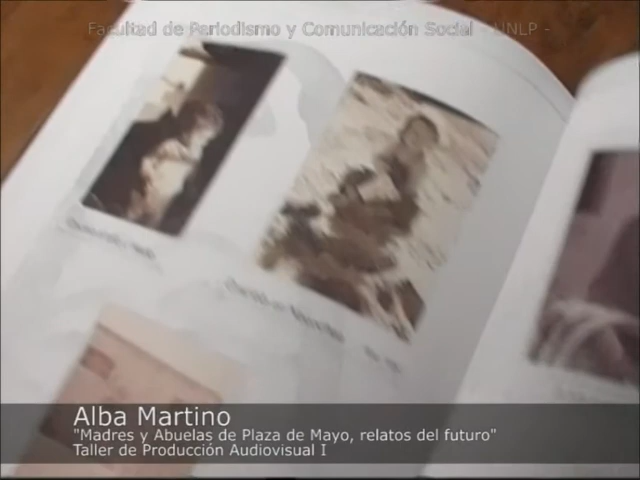 Facultad de Periodismo y Comunicación Social - UNLP -
Alba Martino
"Madres y Abuelas de Plaza de Mayo, relatos del futuro"
Taller de Producción Audiovisual I